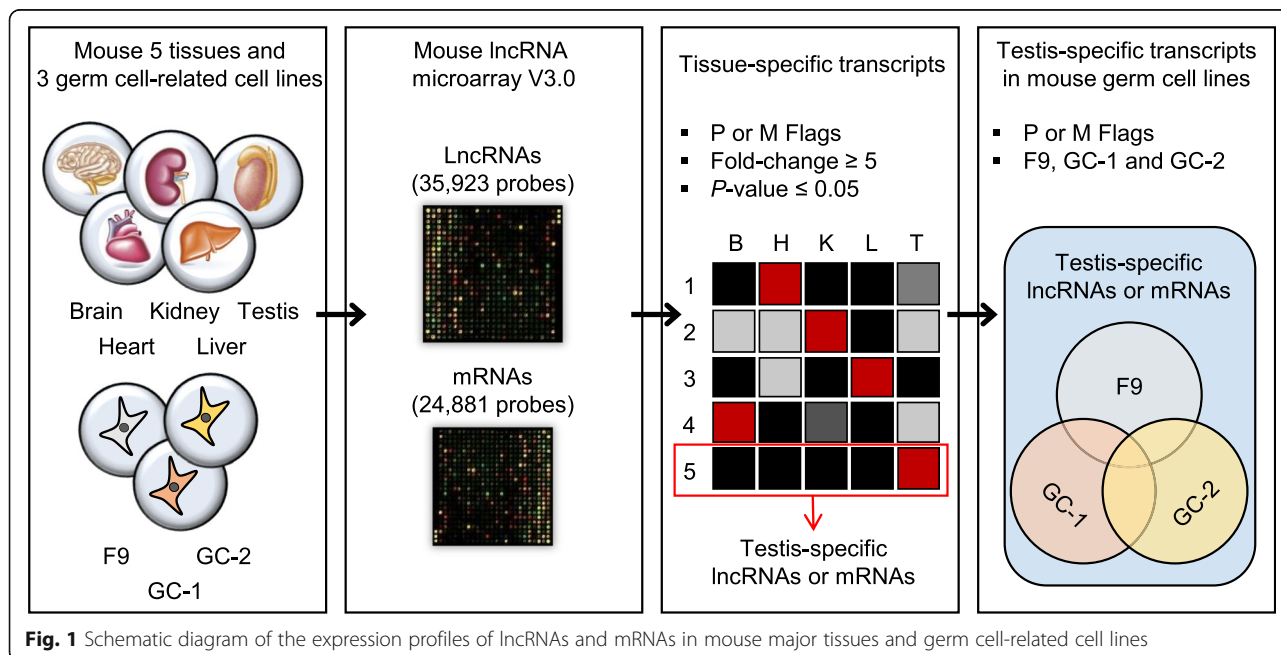 Mouse 5 tissues and
3 germ cell-related cell lines
Brain Kidney Testis
Heart Liver
F9 GC-2
GC-1
Mouse lncRNA
microarray V3.0
LncRNAs
(35,923 probes)
mRNAs
(24,881 probes)
Tissue-specific transcripts
▪ P or M Flags
▪ Fold-change ≥ 5
▪ P-value ≤ 0.05
B H K L T
1
2
3
4
5
Testis-specific
lncRNAs or mRNAs
Testis-specific transcripts
in mouse germ cell lines
▪ P or M Flags
▪ F9, GC-1 and GC-2
Testis-specific
lncRNAs or mRNAs
F9
GC-1
GC-2
Fig. 1 Schematic diagram of the expression profiles of lncRNAs and mRNAs in mouse major tissues and germ cell-related cell lines